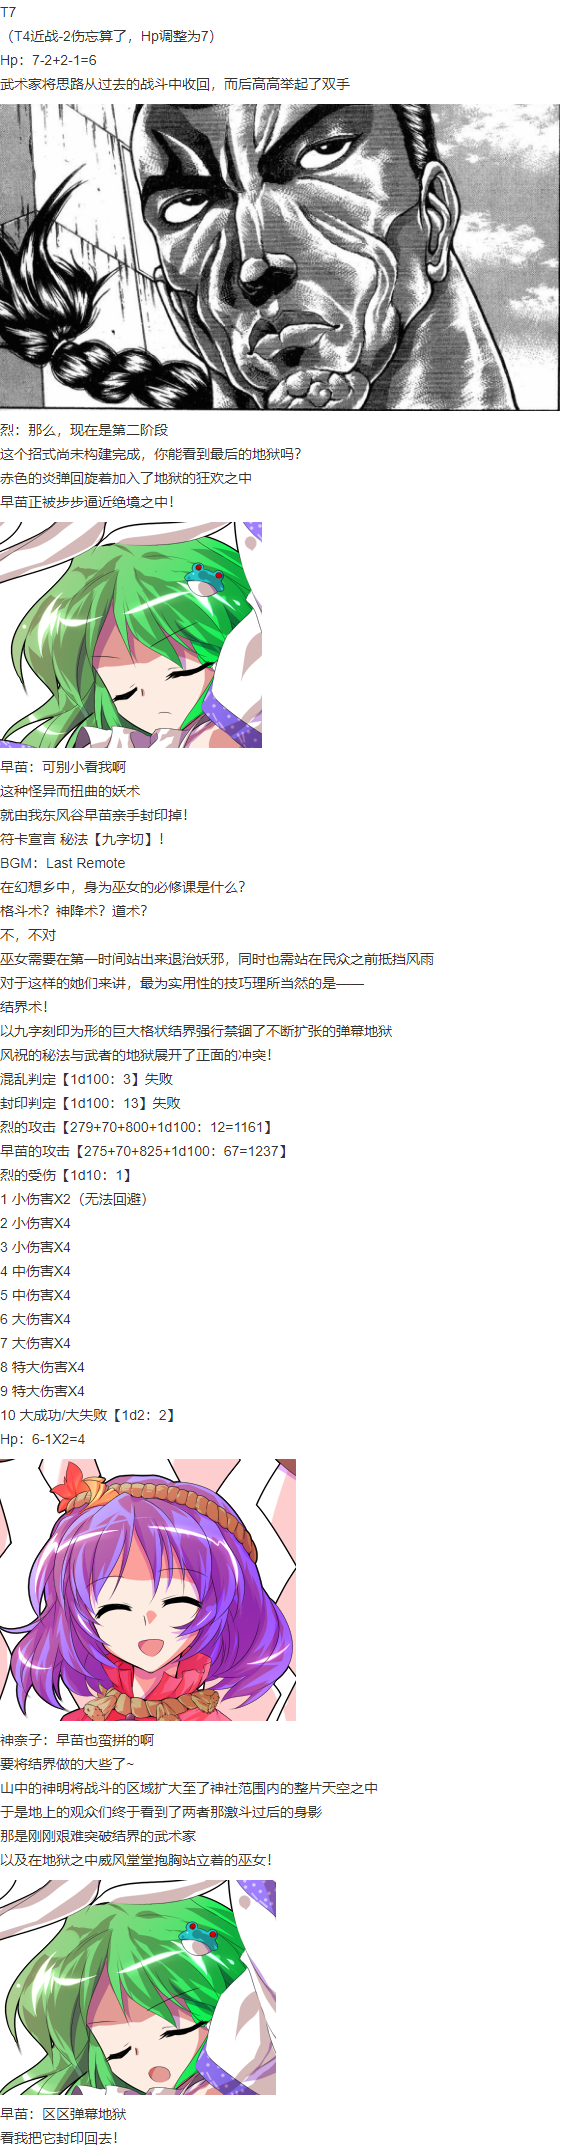 T7
（T4近战-2伤忘算了，Hp调整为7）
Hp：7-2+2-1=6
武术家将思路从过去的战斗中收回，而后高高举起了双手
烈：那么，现在是第二阶段
这个招式尚未构建完成，你能看到最后的地狱吗？
赤色的炎弹回旋着加入了地狱的狂欢之中
早苗正被步步逼近绝境之中！
早苗：可别小看我啊
这种怪异而扭曲的妖术
就由我东风谷早苗亲手封印掉！
符卡宣言 秘法【九字切】！
BGM：Last Remote
在幻想乡中，身为巫女的必修课是什么？
格斗术？神降术？道术？
不，不对
巫女需要在第一时间站出来退治妖邪，同时也需站在民众之前抵挡风雨
对于这样的她们来讲，最为实用性的技巧理所当然的是——
结界术！
以九字刻印为形的巨大格状结界强行禁锢了不断扩张的弹幕地狱
风祝的秘法与武者的地狱展开了正面的冲突！
混乱判定【1d100：3】失败
封印判定【1d100：13】失败
烈的攻击【279+70+800+1d100：12=1161】
早苗的攻击【275+70+825+1d100：67=1237】
烈的受伤【1d10：1】
1 小伤害X2（无法回避）
2 小伤害X4
3 小伤害X4
4 中伤害X4
5 中伤害X4
6 大伤害X4
7 大伤害X4
8 特大伤害X4
9 特大伤害X4
10 大成功/大失败【1d2：2】
Hp：6-1X2=4
神奈子：早苗也蛮拼的啊
要将结界做的大些了~
山中的神明将战斗的区域扩大至了神社范围内的整片天空之中
于是地上的观众们终于看到了两者那激斗过后的身影
那是刚刚艰难突破结界的武术家
以及在地狱之中威风堂堂抱胸站立着的巫女！
早苗：区区弹幕地狱
看我把它封印回去！